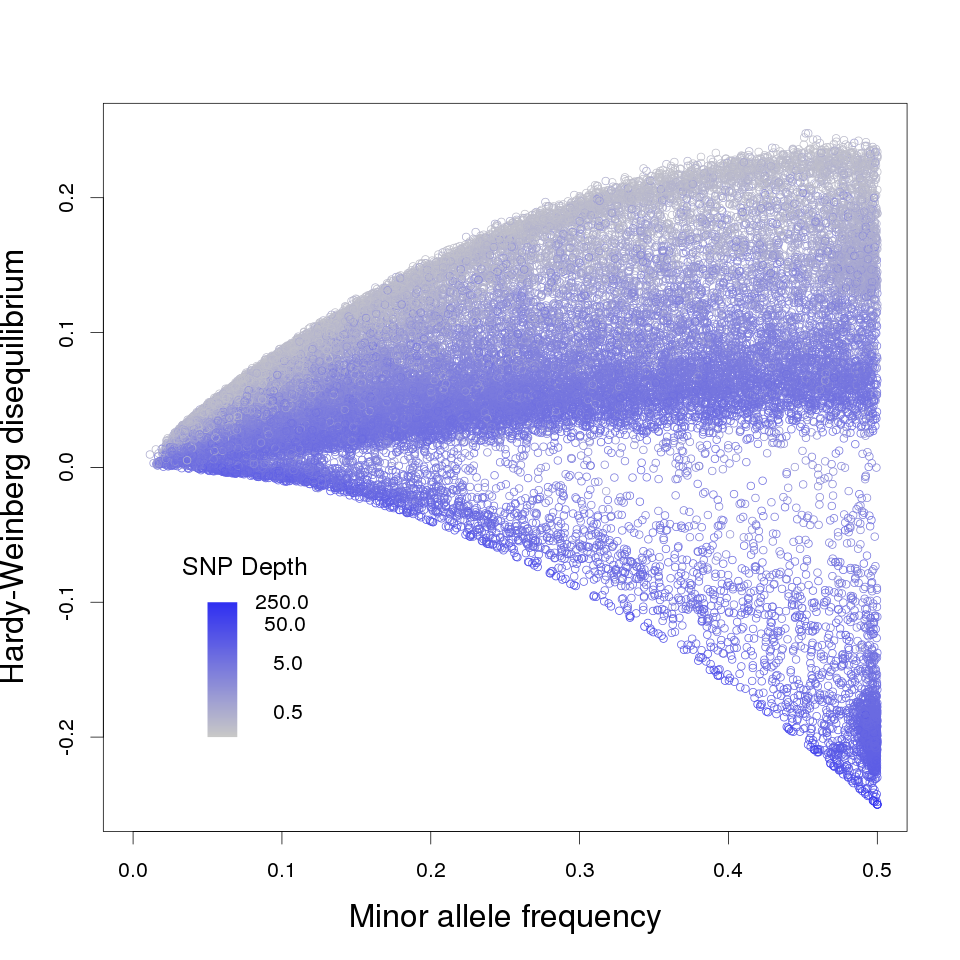 Hardy-Weinberg disequilibrium
0.2
0.1
0.0
-0.1
-0.2
SNP Depth
250.0
50.0
5.0
0.5
0.0 0.1 0.2 0.3 0.4 0.5
Minor allele frequency